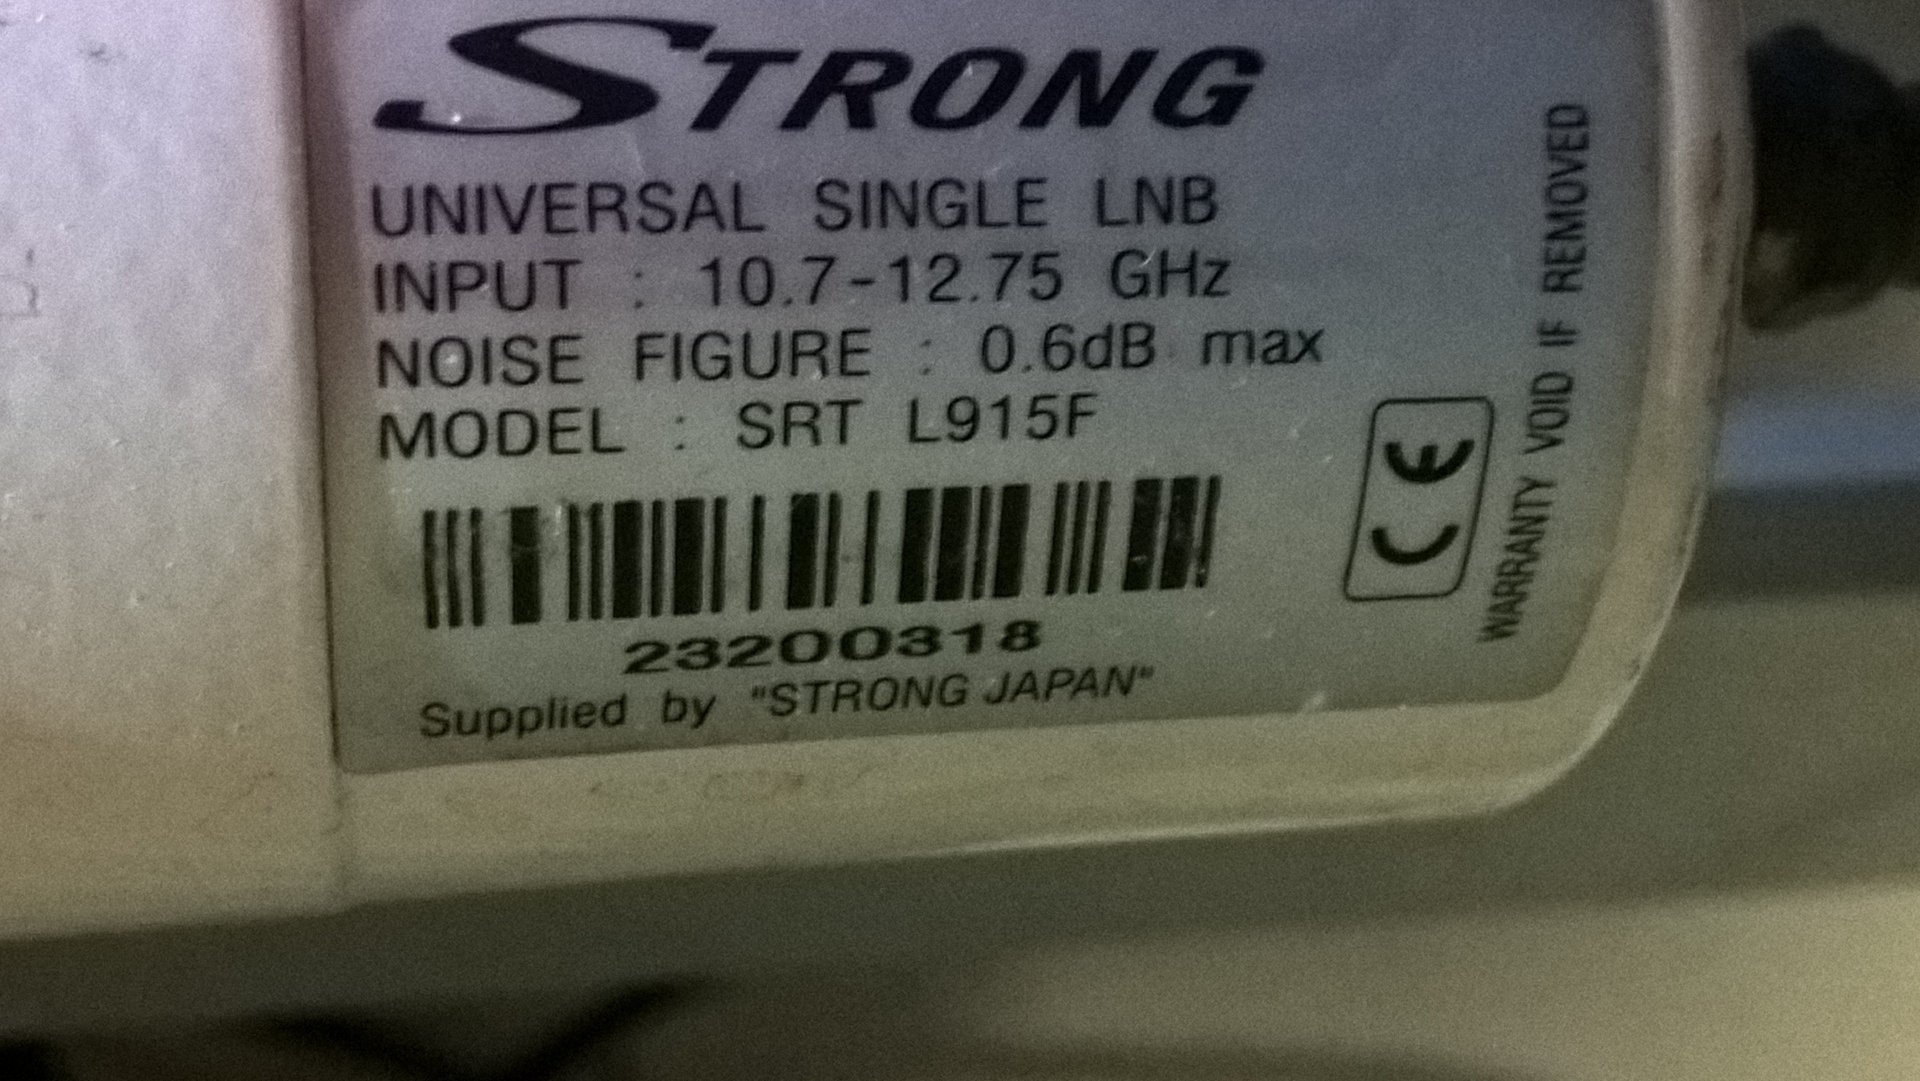 STRONG
UNIVERSAL SINGLE LNB
INPUT : 10.7-12.75 GHz
NOISE FIGURE : 0.6dB max
MODEL : SRT L915F
23200318
Supplied by "STRONG JAPAN"
CE
WARRANTY VOID IF REMOVED